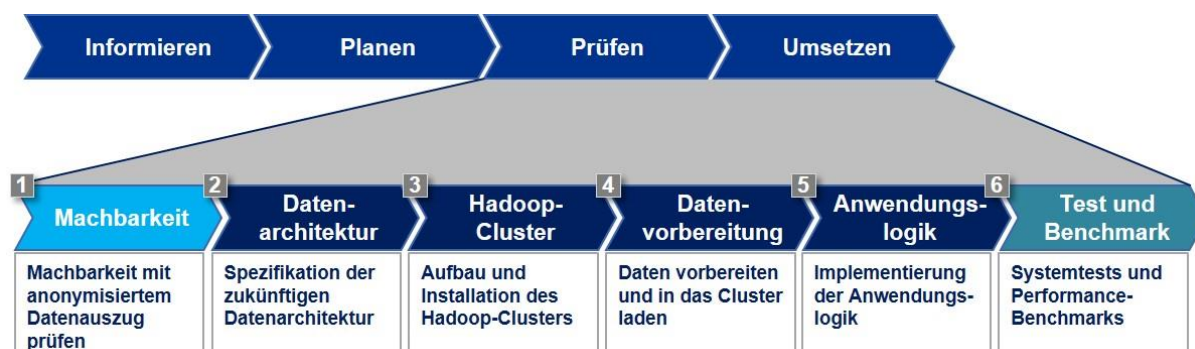 Informieren
Planen
Prüfen
Umsetzen
1
Machbarkeit
2
Daten-
architektur
3
Hadoop-
Cluster
4
Daten-
vorbereitung
5
Anwendungs-
logik
6
Test und
Benchmark
Machbarkeit mit
anonymisiertem
Datenauszug
prüfen
Spezifikation der
zukünftigen
Datenarchitektur
Aufbau und
Installation des
Hadoop-Clusters
Daten vorbereiten
und in das Cluster
laden
Implementierung
der Anwendungs-
logik
Systemtests und
Performance-
Benchmarks